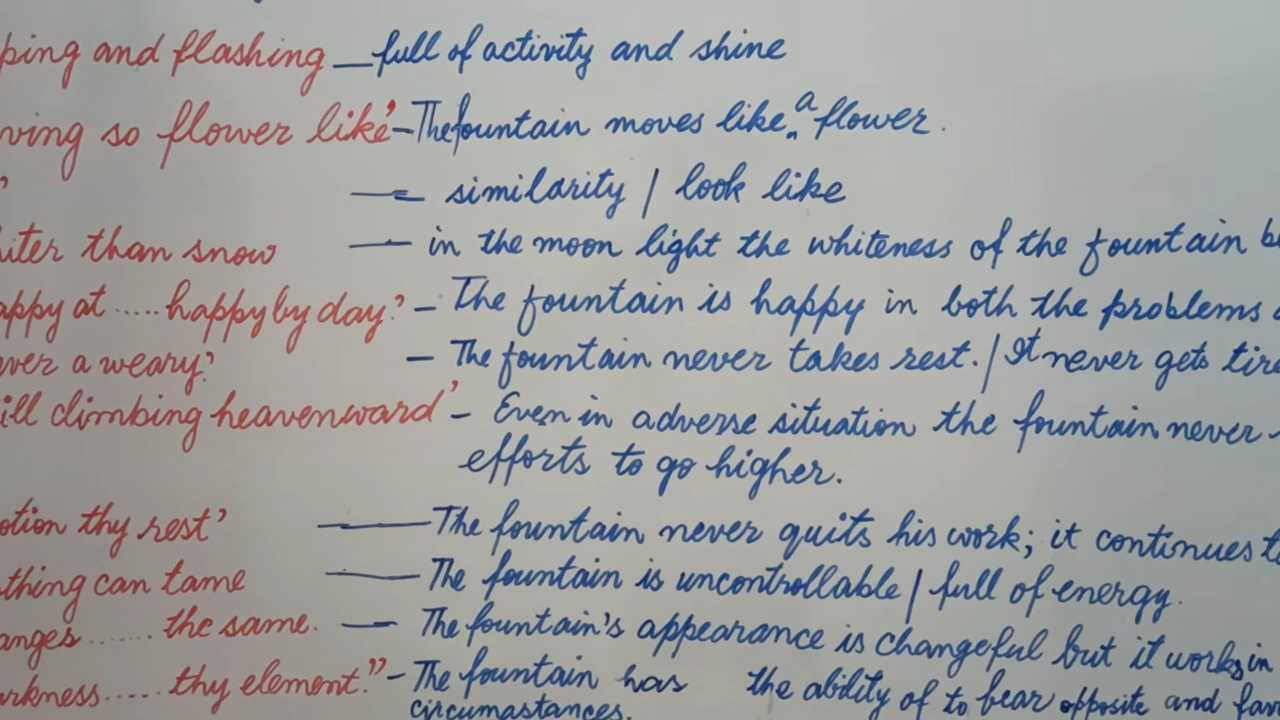 ping and flashing — full of activity and shine
ving so flower like' – The fountain moves like a flower.
' — similarity / look like
iter than snow — in the moon light the whiteness of the fountain b
appy at ..... happy by day?' – The fountain is happy in both the problems
ever a weary?' – The fountain never takes rest. / It never gets tire
ill climbing heavenward' – Even in adverse situation the fountain never
efforts to go higher.
otion thy rest' — The fountain never quits his work; it continues t
thing can tame — The fountain is uncontrollable / full of energy.
anges ...... the same. — The fountain's appearance is changeful but it works in
arkness ..... thy element." – The fountain has the ability of to bear opposite and fav
circumastances.